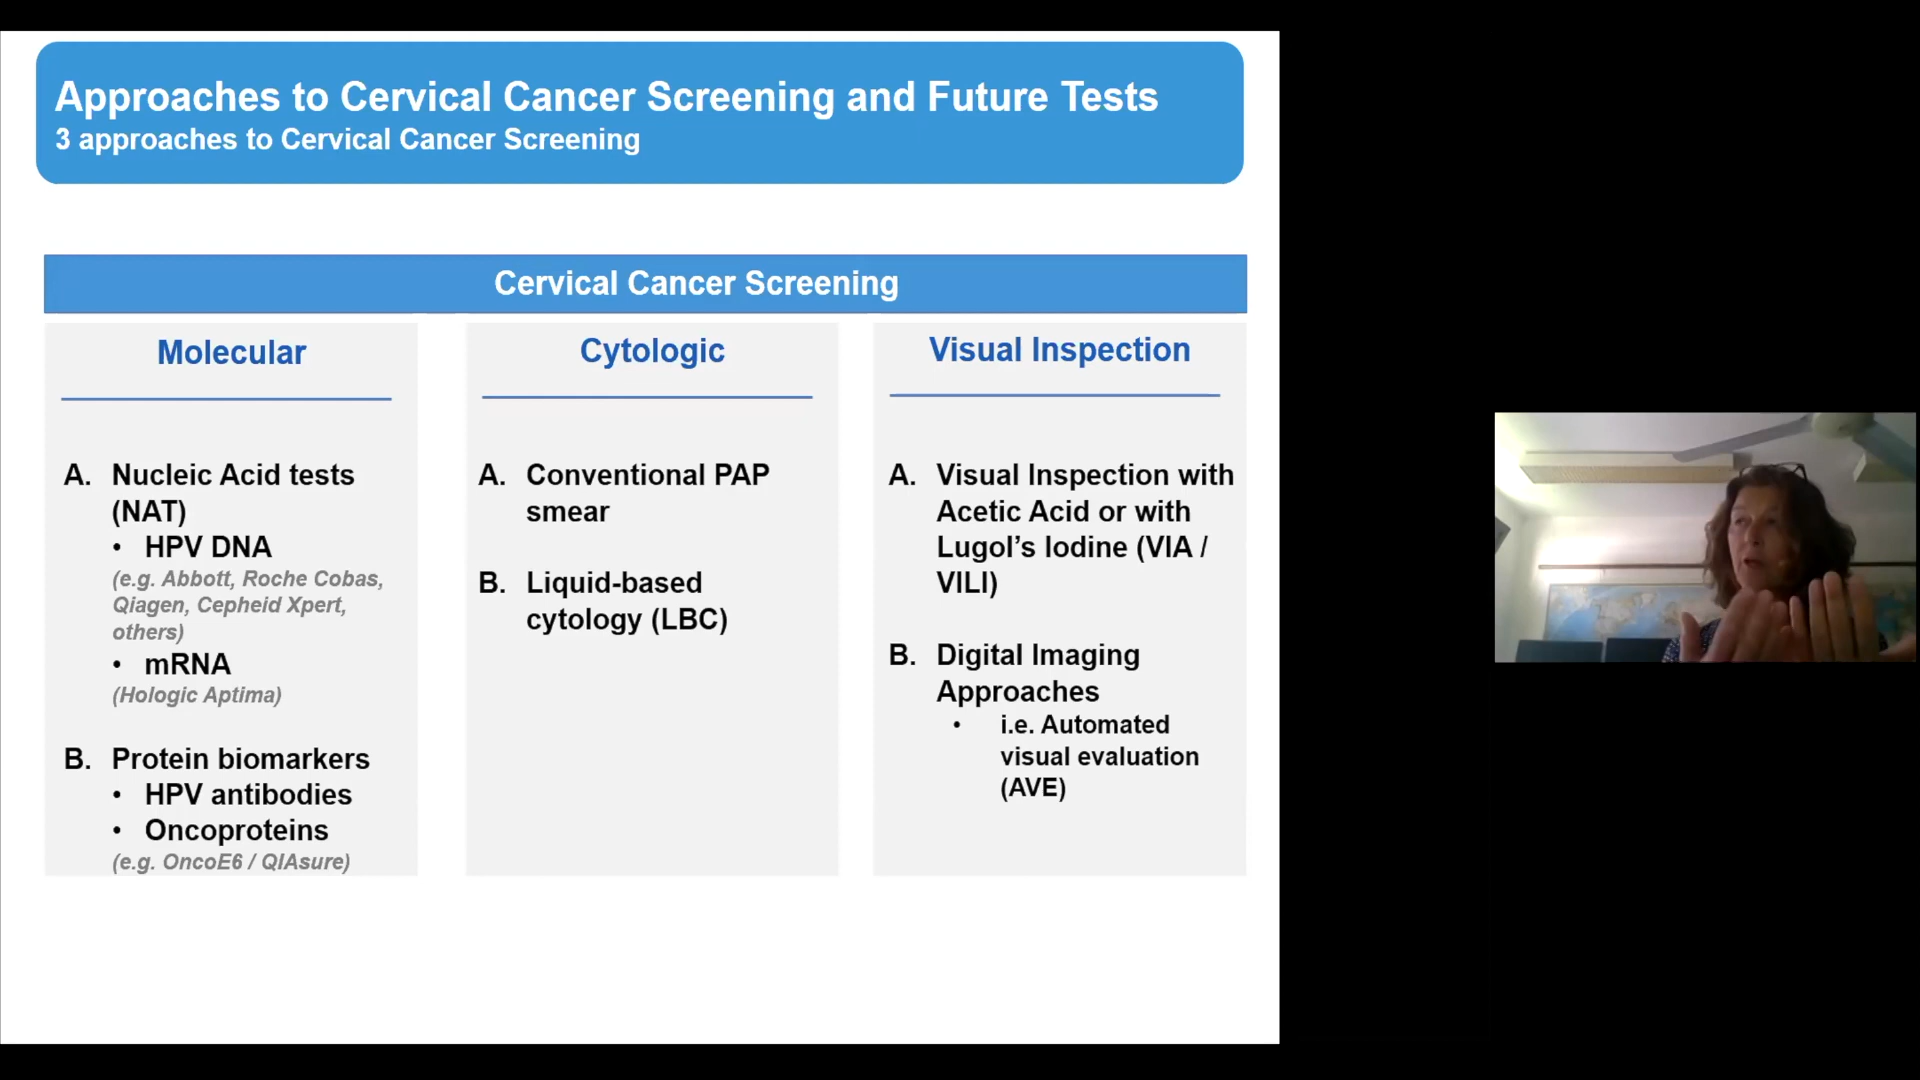 Approaches to Cervical Cancer Screening and Future Tests
3 approaches to Cervical Cancer Screening
Cervical Cancer Screening
Molecular
A. Nucleic Acid tests
(NAT)
• HPV DNA
(e.g. Abbott, Roche Cobas,
Qiagen, Cepheid Xpert,
others)
• mRNA
(Hologic Aptima)
B. Protein biomarkers
• HPV antibodies
• Oncoproteins
(e.g. OncoE6 / QIAsure)
Cytologic
A. Conventional PAP
smear
B. Liquid-based
cytology (LBC)
Visual Inspection
A. Visual Inspection with
Acetic Acid or with
Lugol’s Iodine (VIA /
VILI)
B. Digital Imaging
Approaches
• i.e. Automated
visual evaluation
(AVE)